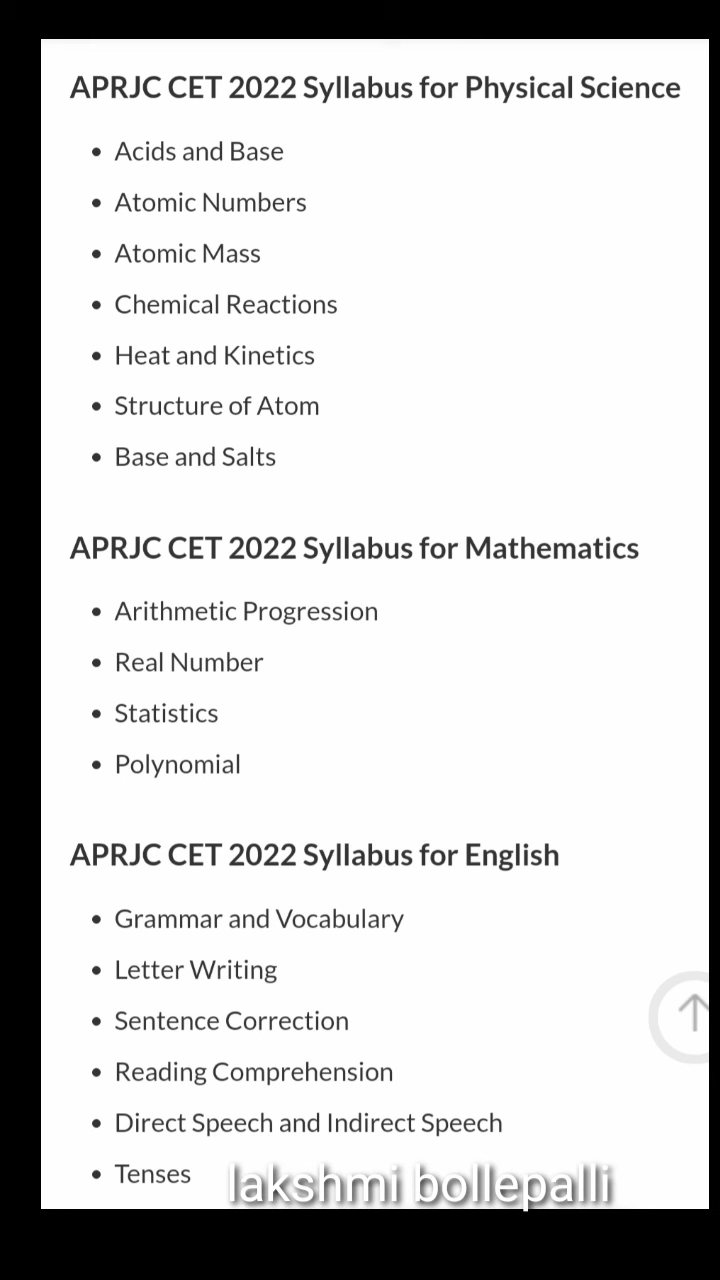 APRJC CET 2022 Syllabus for Physical Science
• Acids and Base
• Atomic Numbers
• Atomic Mass
• Chemical Reactions
• Heat and Kinetics
• Structure of Atom
• Base and Salts
APRJC CET 2022 Syllabus for Mathematics
• Arithmetic Progression
• Real Number
• Statistics
• Polynomial
APRJC CET 2022 Syllabus for English
• Grammar and Vocabulary
• Letter Writing
• Sentence Correction
• Reading Comprehension
• Direct Speech and Indirect Speech
• Tenses
lakshmi bollepalli